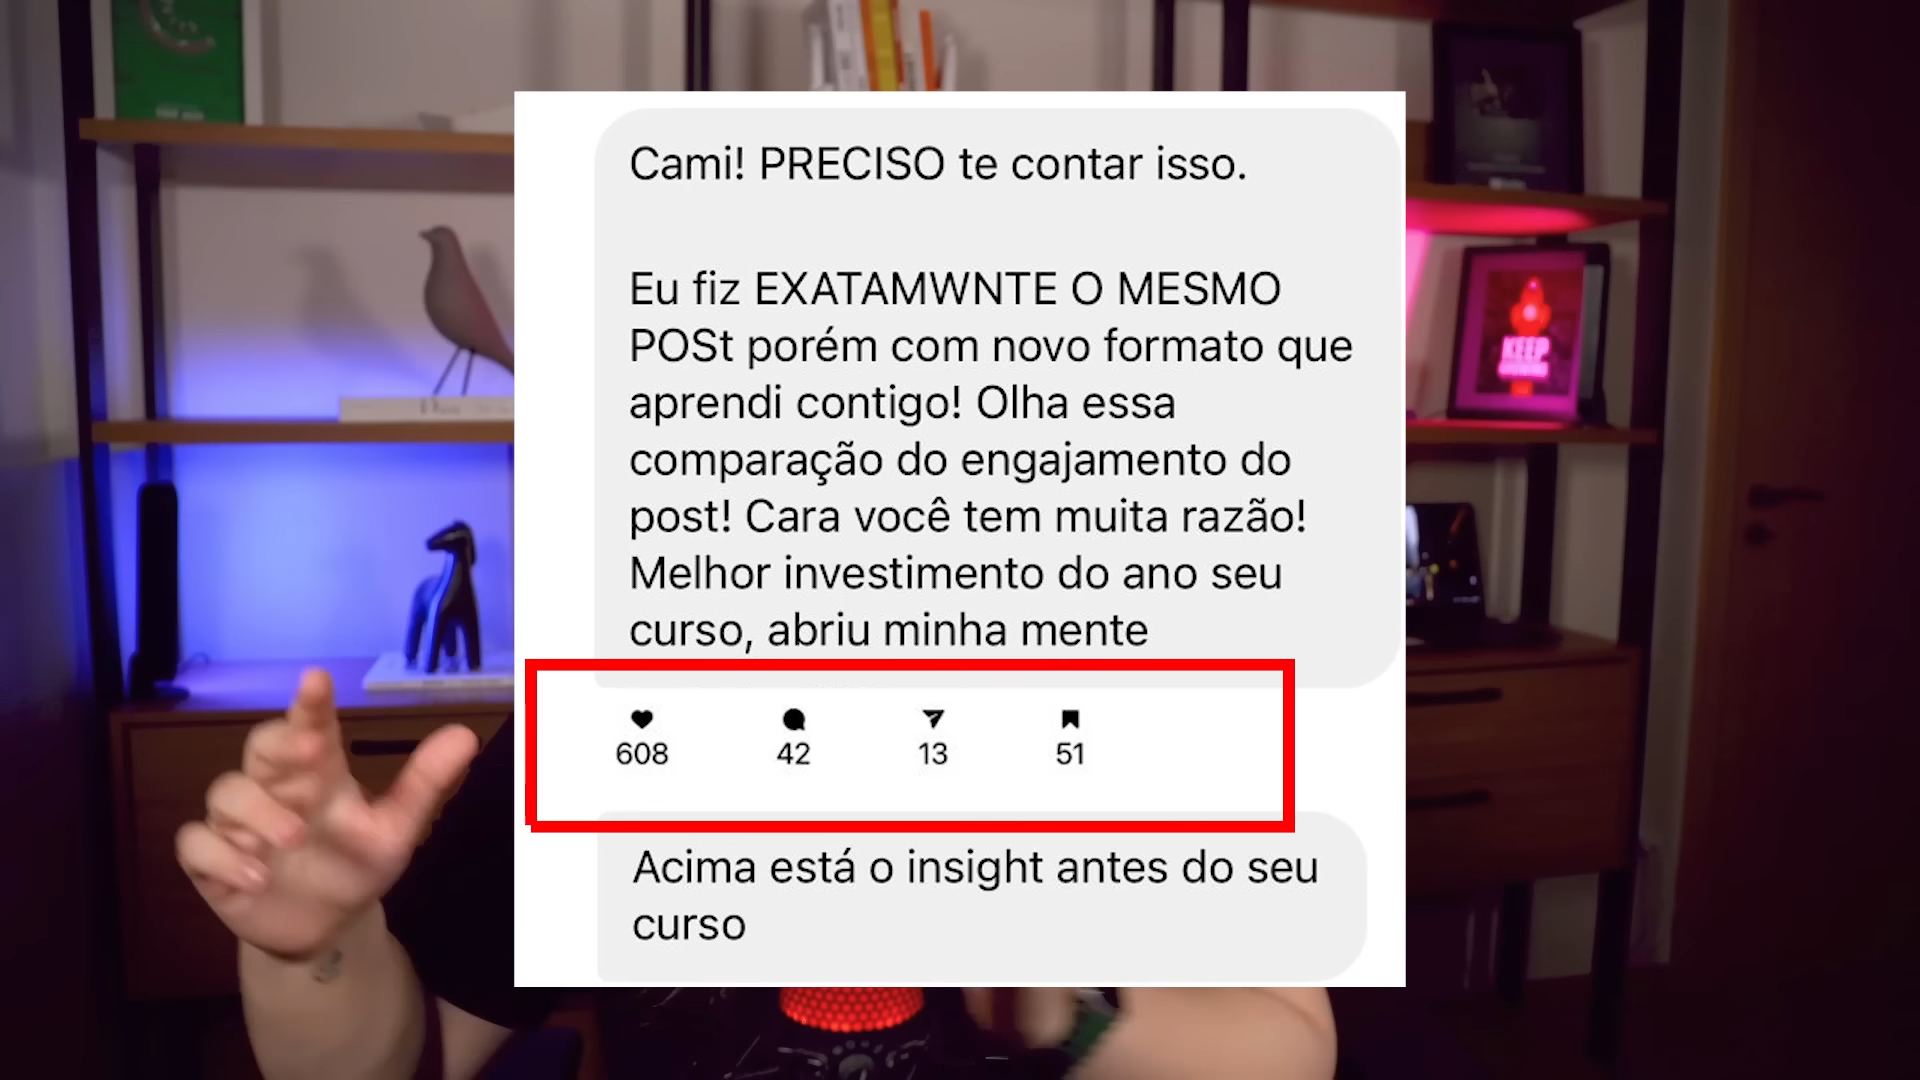 Cami! PRECISO te contar isso.
Eu fiz EXATAMWNTE O MESMO
POSt porém com novo formato que
aprendi contigo! Olha essa
comparação do engajamento do
post! Cara você tem muita razão!
Melhor investimento do ano seu
curso, abriu minha mente
608 42 13 51
Acima está o insight antes do seu
curso
KEEP